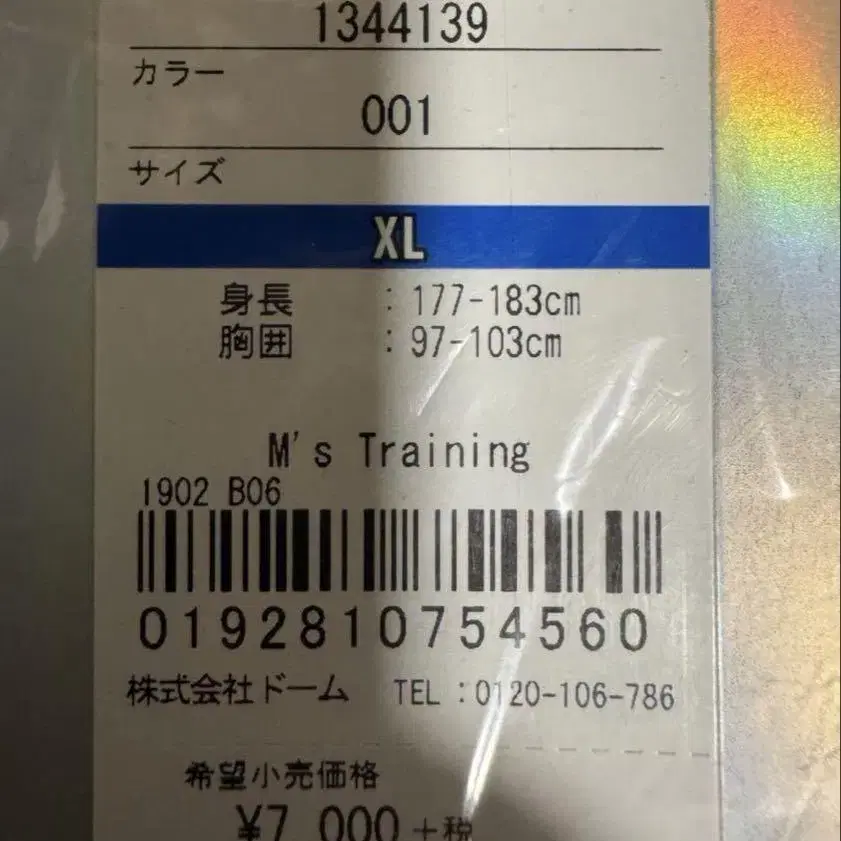 1344139
カラー
001
サイズ
XL
身長 : 177-183cm
胸囲 : 97-103cm
M's Training
1902 B06
0192810754560
株式会社ドーム TEL:0120-106-786
希望小売価格
¥7,000+税